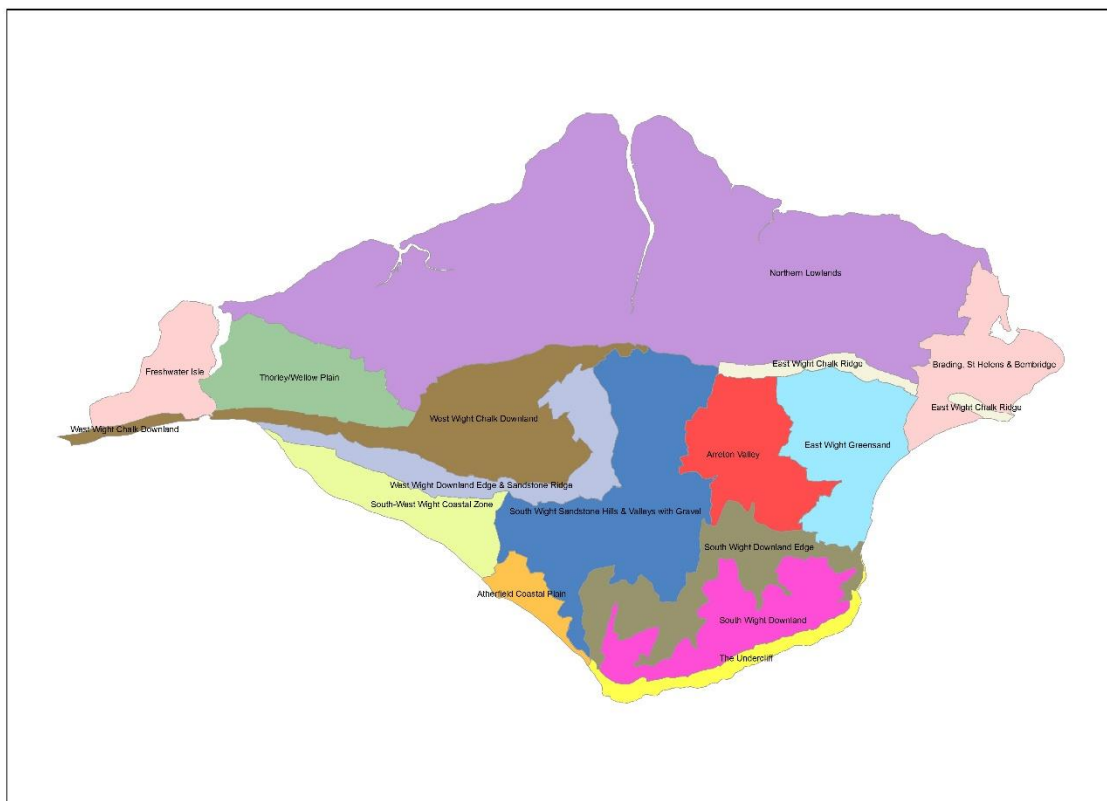 Northern Lowlands
East Wight Chalk Ridge
Brading, St Helens & Bembridge
Freshwater Isle
Thorley/Wellow Plain
East Wight Chalk Ridge
West Wight Chalk Downland
West Wight Chalk Downland
East Wight Greensand
Arreton Valley
West Wight Downland Edge & Sandstone Ridge
South-West Wight Coastal Zone
South Wight Sandstone Hills & Valleys with Gravel
South Wight Downland Edge
Atherfield Coastal Plain
South Wight Downland
The Undercliff